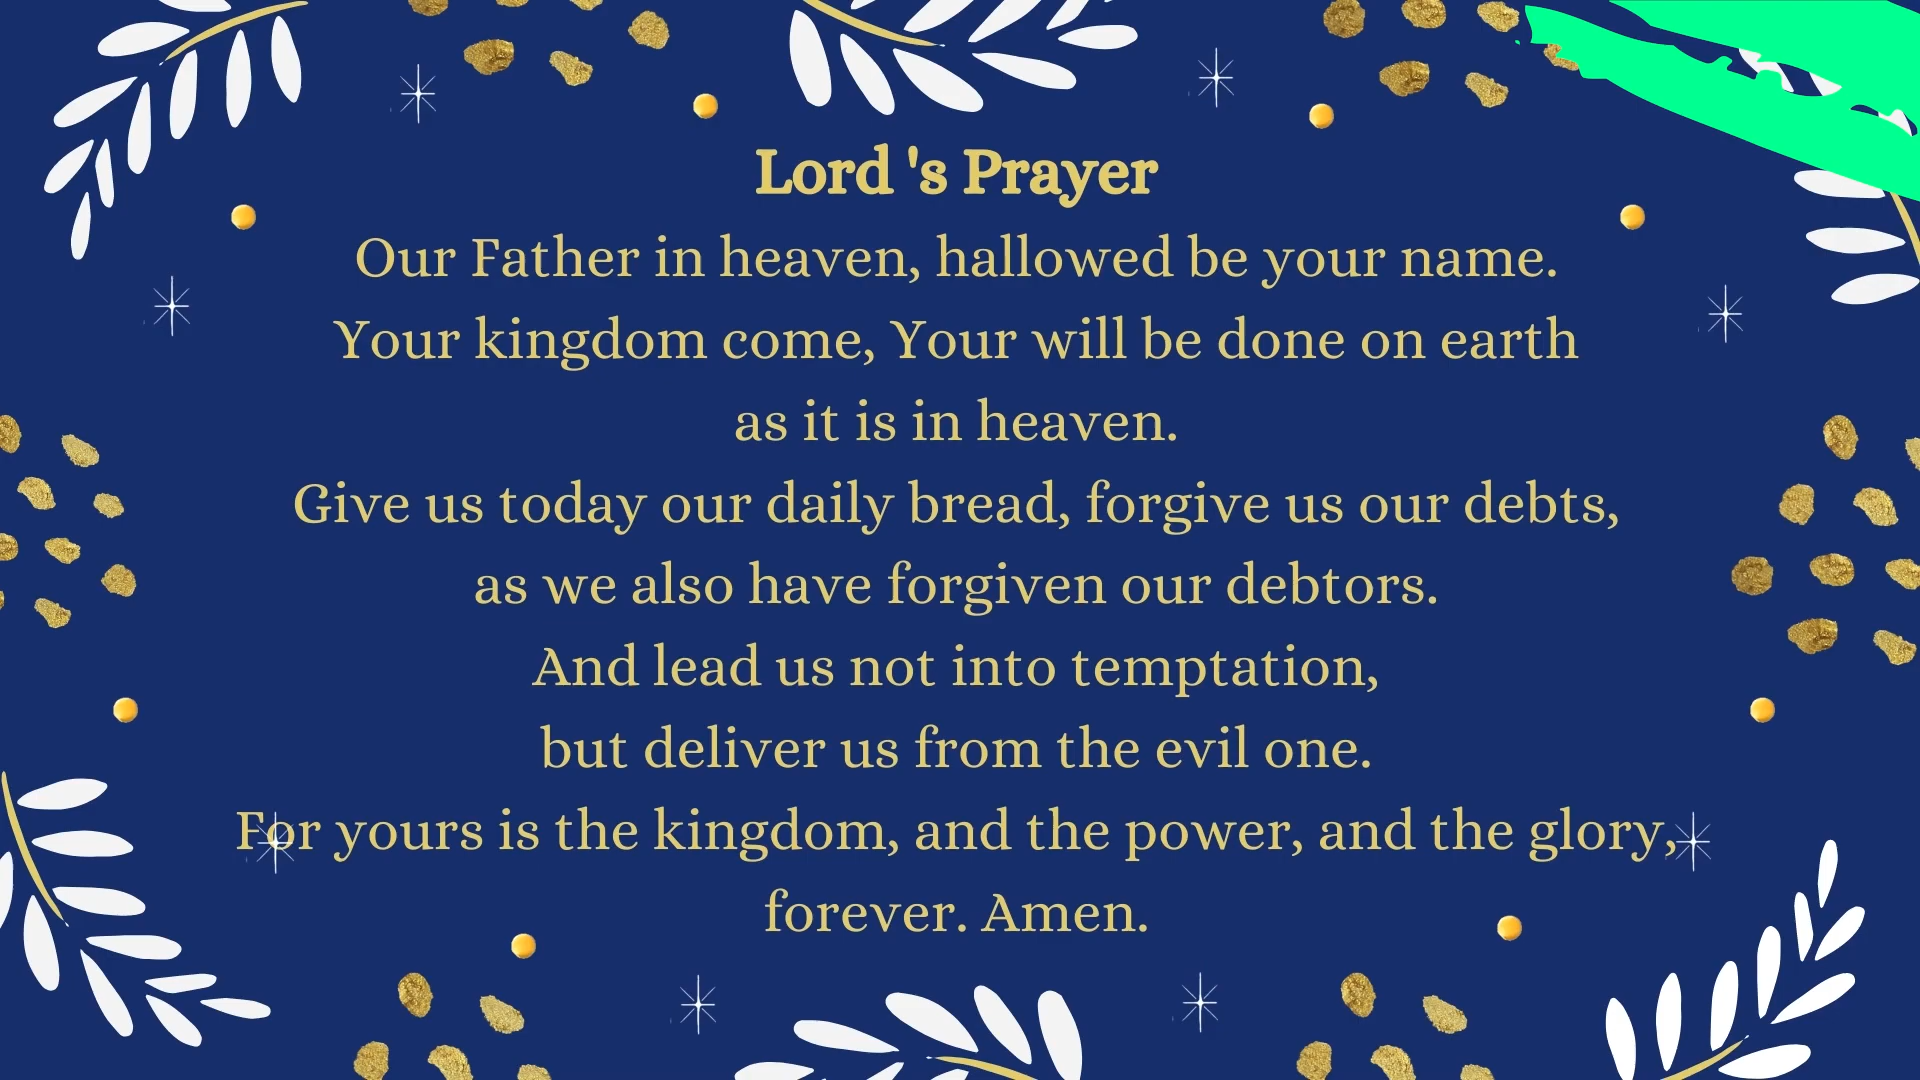 Lord 's Prayer
Our Father in heaven, hallowed be your name.
Your kingdom come, Your will be done on earth
as it is in heaven.
Give us today our daily bread, forgive us our debts,
as we also have forgiven our debtors.
And lead us not into temptation,
but deliver us from the evil one.
For yours is the kingdom, and the power, and the glory,
forever. Amen.